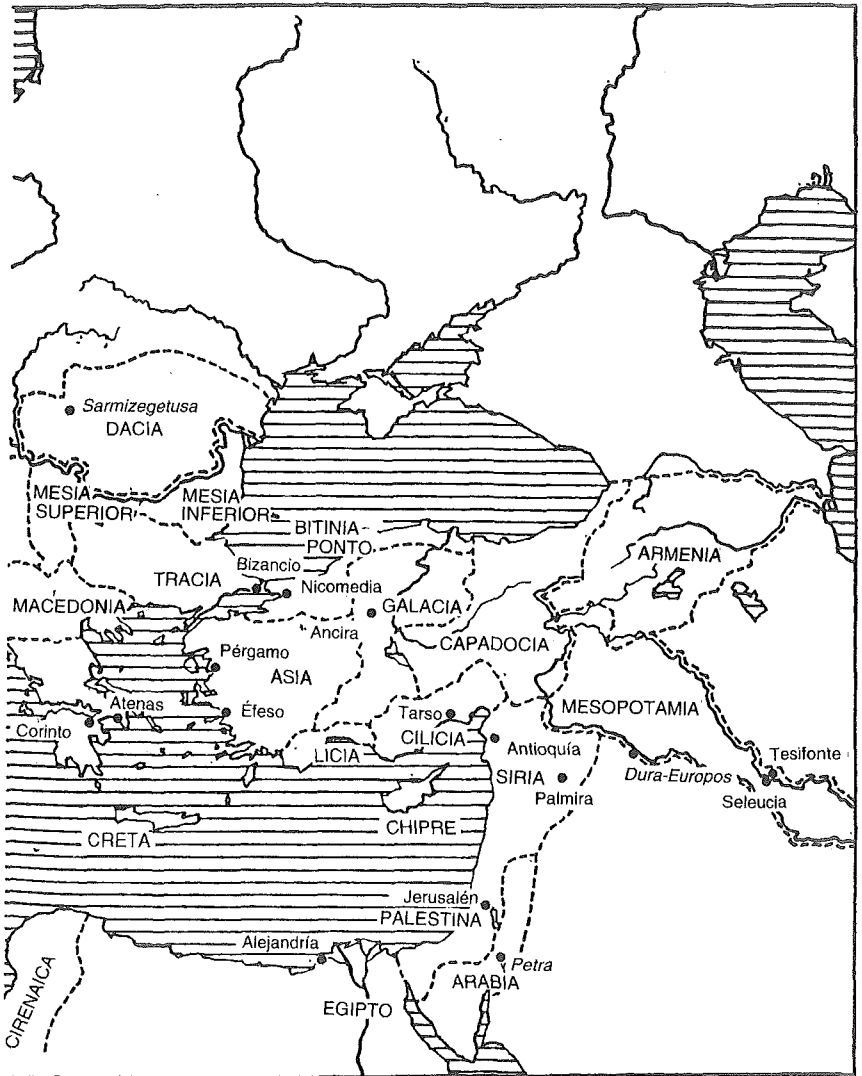 Sarmizegetusa
DACIA
MESIA
SUPERIOR
MESIA
INFERIOR
BITINIA
PONTO
ARMENIA
Bizancio
TRACIA
Nicomedia
MACEDONIA
GALACIA
Ancira
CAPADOCIA
Pérgamo
ASIA
MESOPOTAMIA
Atenas
Éfeso
Tarso
Corinto
CILICIA
Antioquía
LICIA
Tesifonte
SIRIA
Dura-Europos
Palmira
Seleucia
CHIPRE
CRETA
Jerusalén
PALESTINA
Alejandría
Petra
ARABIA
CIRENAICA
EGIPTO